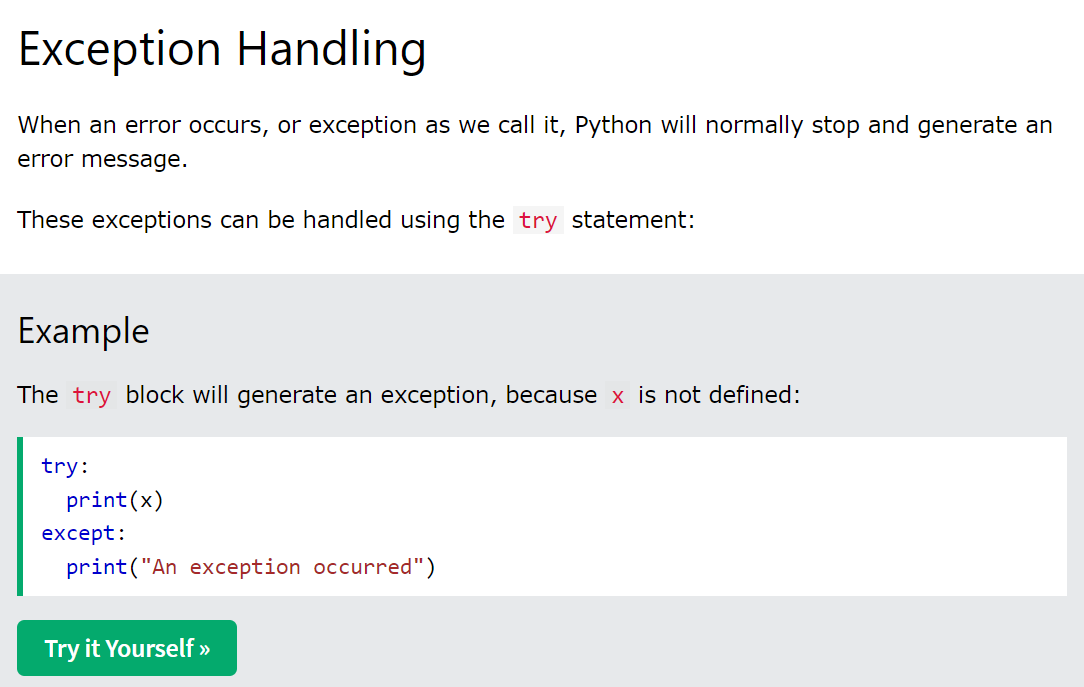 Exception Handling
When an error occurs, or exception as we call it, Python will normally stop and generate an
error message.
These exceptions can be handled using the try statement:
Example
The try block will generate an exception, because x is not defined:
try:
  print(x)
except:
  print("An exception occurred")
Try it Yourself »